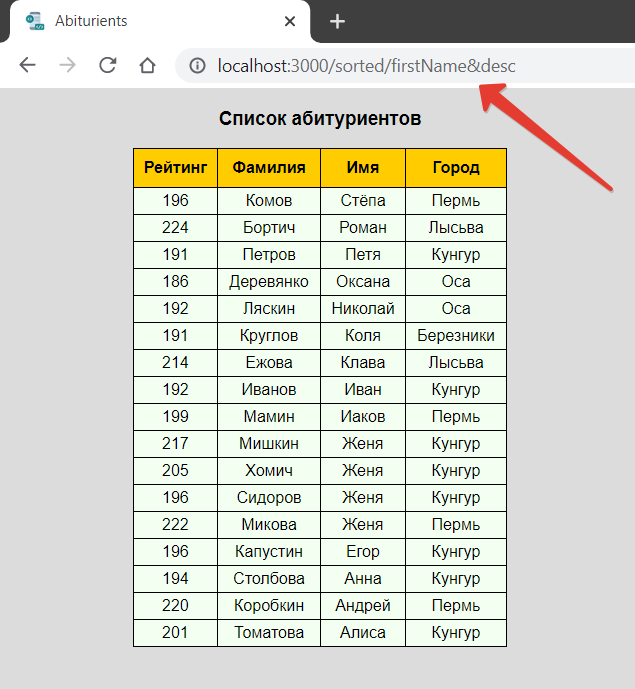 Abiturients
localhost:3000/sorted/firstName&desc
Список абитуриентов
Рейтинг Фамилия Имя Город
196 Комов Стёпа Пермь
224 Бортич Роман Лысьва
191 Петров Петя Кунгур
186 Деревянко Оксана Оса
192 Ляскин Николай Оса
191 Круглов Коля Березники
214 Ежова Клава Лысьва
192 Иванов Иван Кунгур
199 Мамин Иаков Пермь
217 Мишкин Женя Кунгур
205 Хомич Женя Кунгур
196 Сидоров Женя Кунгур
222 Микова Женя Пермь
196 Капустин Егор Кунгур
194 Столбова Анна Кунгур
220 Коробкин Андрей Пермь
201 Томатова Алиса Кунгур